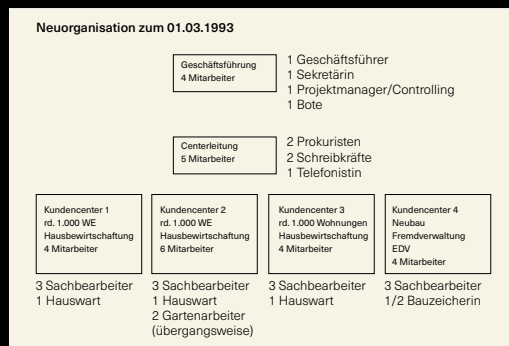 Neuorganisation zum 01.03.1993
Geschäftsführung
4 Mitarbeiter
1 Geschäftsführer
1 Sekretärin
1 Projektmanager/Controlling
1 Bote
Centerleitung
5 Mitarbeiter
2 Prokuristen
2 Schreibkräfte
1 Telefonistin
Kundencenter 1
rd. 1.000 WE
Hausbewirtschaftung
4 Mitarbeiter
3 Sachbearbeiter
1 Hauswart
Kundencenter 2
rd. 1.000 WE
Hausbewirtschaftung
6 Mitarbeiter
3 Sachbearbeiter
1 Hauswart
2 Gartenarbeiter
(übergangsweise)
Kundencenter 3
rd. 1.000 Wohnungen
Hausbewirtschaftung
4 Mitarbeiter
3 Sachbearbeiter
1 Hauswart
Kundencenter 4
Neubau
Fremdverwaltung
EDV
4 Mitarbeiter
3 Sachbearbeiter
1/2 Bauzeicherin